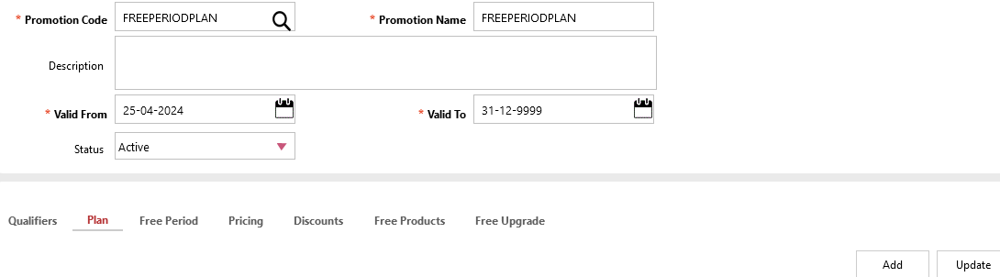 * Promotion Code FREEPERIODPLAN * Promotion Name FREEPERIODPLAN
Description
* Valid From 25-04-2024 * Valid To 31-12-9999
Status Active
Qualifiers Plan Free Period Pricing Discounts Free Products Free Upgrade
Add Update